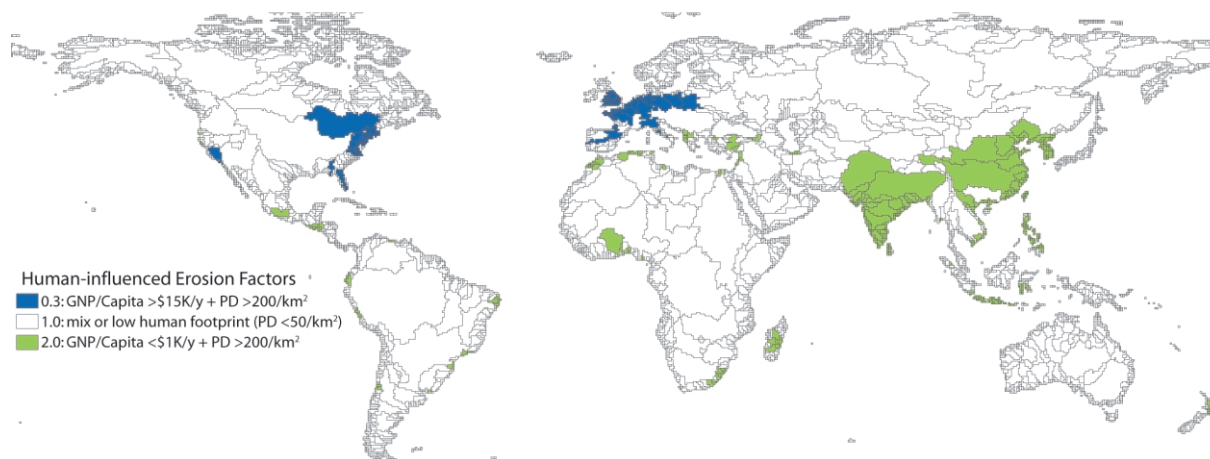 Human-influenced Erosion Factors
0.3: GNP/Capita >$15K/y + PD >200/km²
1.0: mix or low human footprint (PD <50/km²)
2.0: GNP/Capita <$1K/y + PD >200/km²